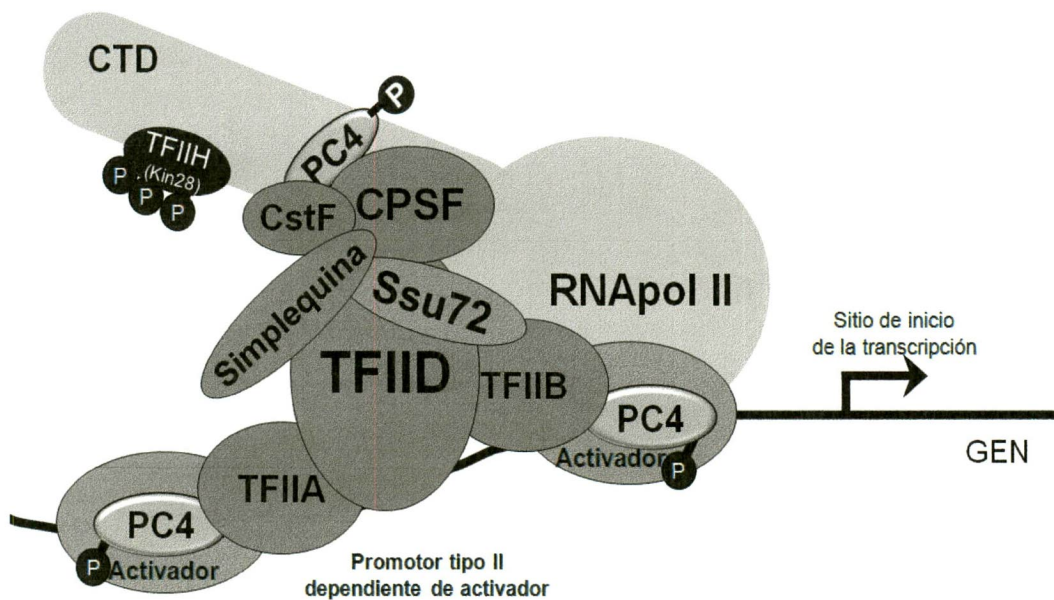 CTD
P
PC4
TFIIH
(Kin28)
P
P
P
CstF
CPSF
Simplequina
Ssu72
RNApol II
Sitio de inicio
de la transcripción
TFIID
TFIIB
PC4
Activador
P
GEN
TFIIA
PC4
P
Activador
Promotor tipo II
dependiente de activador